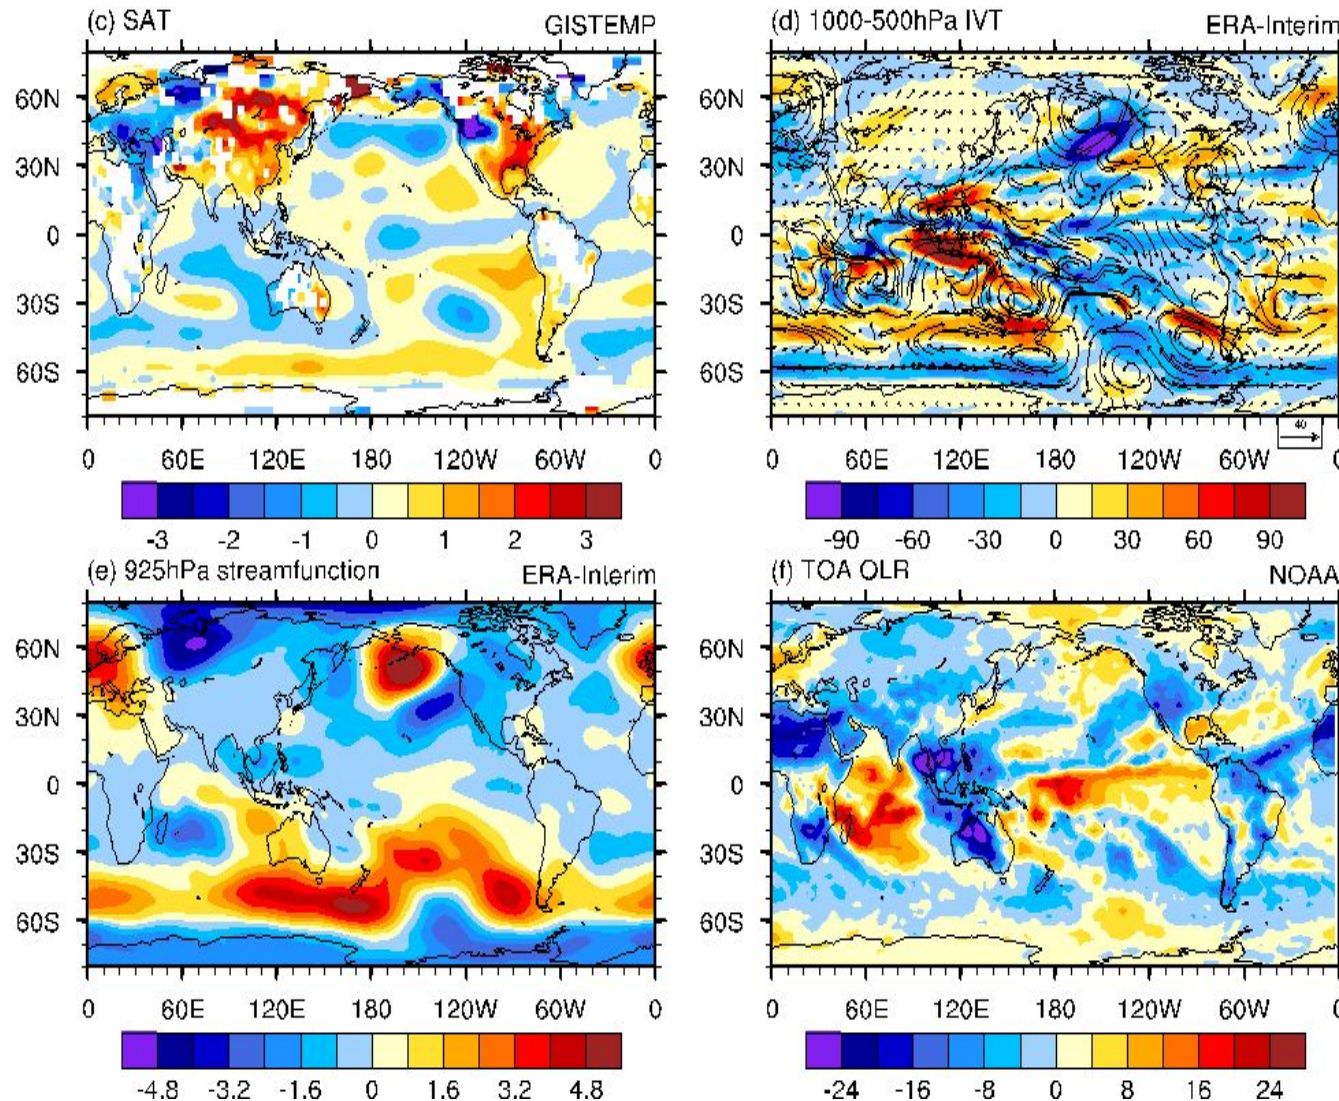 (c) SAT GISTEMP
60N
30N
0
30S
60S
0 60E 120E 180 120W 60W 0
-3 -2 -1 0 1 2 3
(d) 1000-500hPa IVT ERA-Interim
60N
30N
0
30S
60S
40
0 60E 120E 180 120W 60W 0
-90 -60 -30 0 30 60 90
(e) 925hPa streamfunction ERA-Interim
60N
30N
0
30S
60S
0 60E 120E 180 120W 60W 0
-4.8 -3.2 -1.6 0 1.6 3.2 4.8
(f) TOA OLR NOAA
60N
30N
0
30S
60S
0 60E 120E 180 120W 60W 0
-24 -16 -8 0 8 16 24